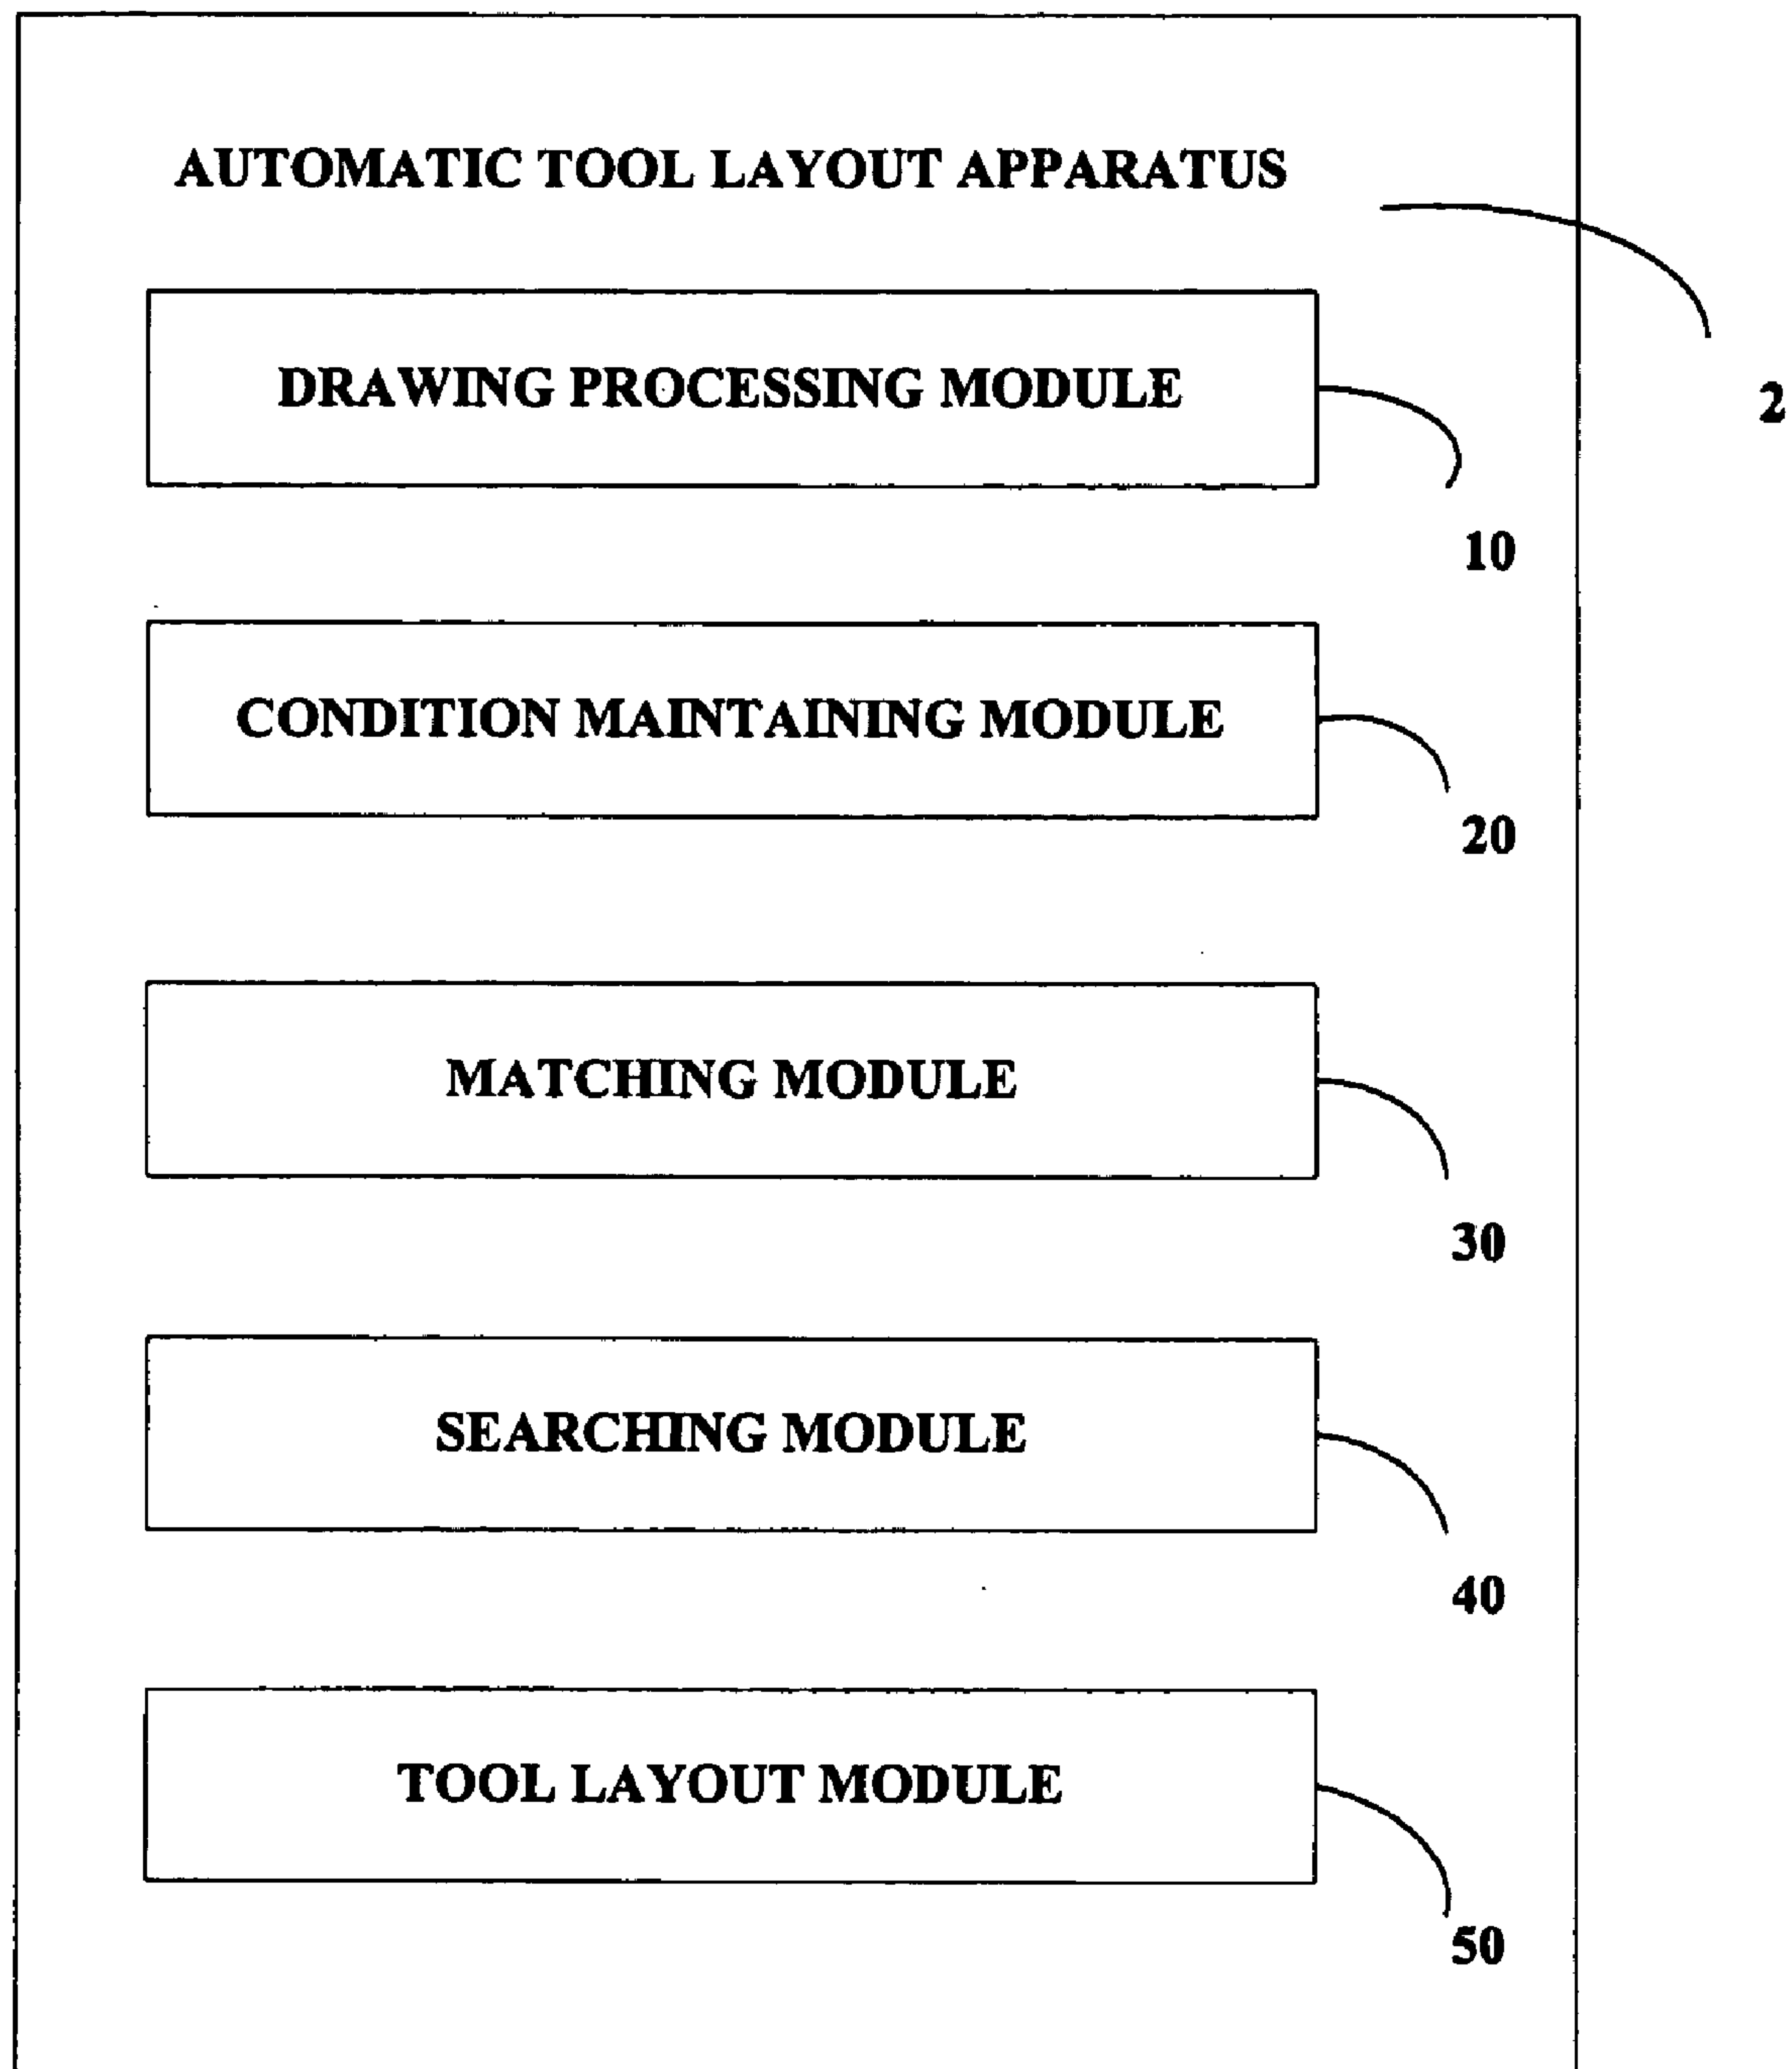 AUTOMATIC TOOL LAYOUT APPARATUS
2
DRAWING PROCESSING MODULE
10
CONDITION MAINTAINING MODULE
20
MATCHING MODULE
30
SEARCHING MODULE
40
TOOL LAYOUT MODULE
50